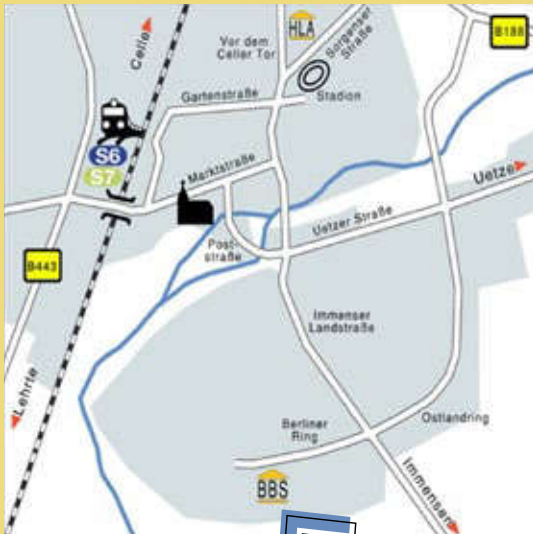 HLA
B188
Celle
Vor dem
Celler Tor
Sorgenser
Straße
Gartenstraße
Stadion
S6
S7
Marktstraße
Uetze
Uetzer Straße
Post-
straße
B443
Immenser
Landstraße
Lehrte
Berliner
Ring
Ostlandring
BBS
Immensen